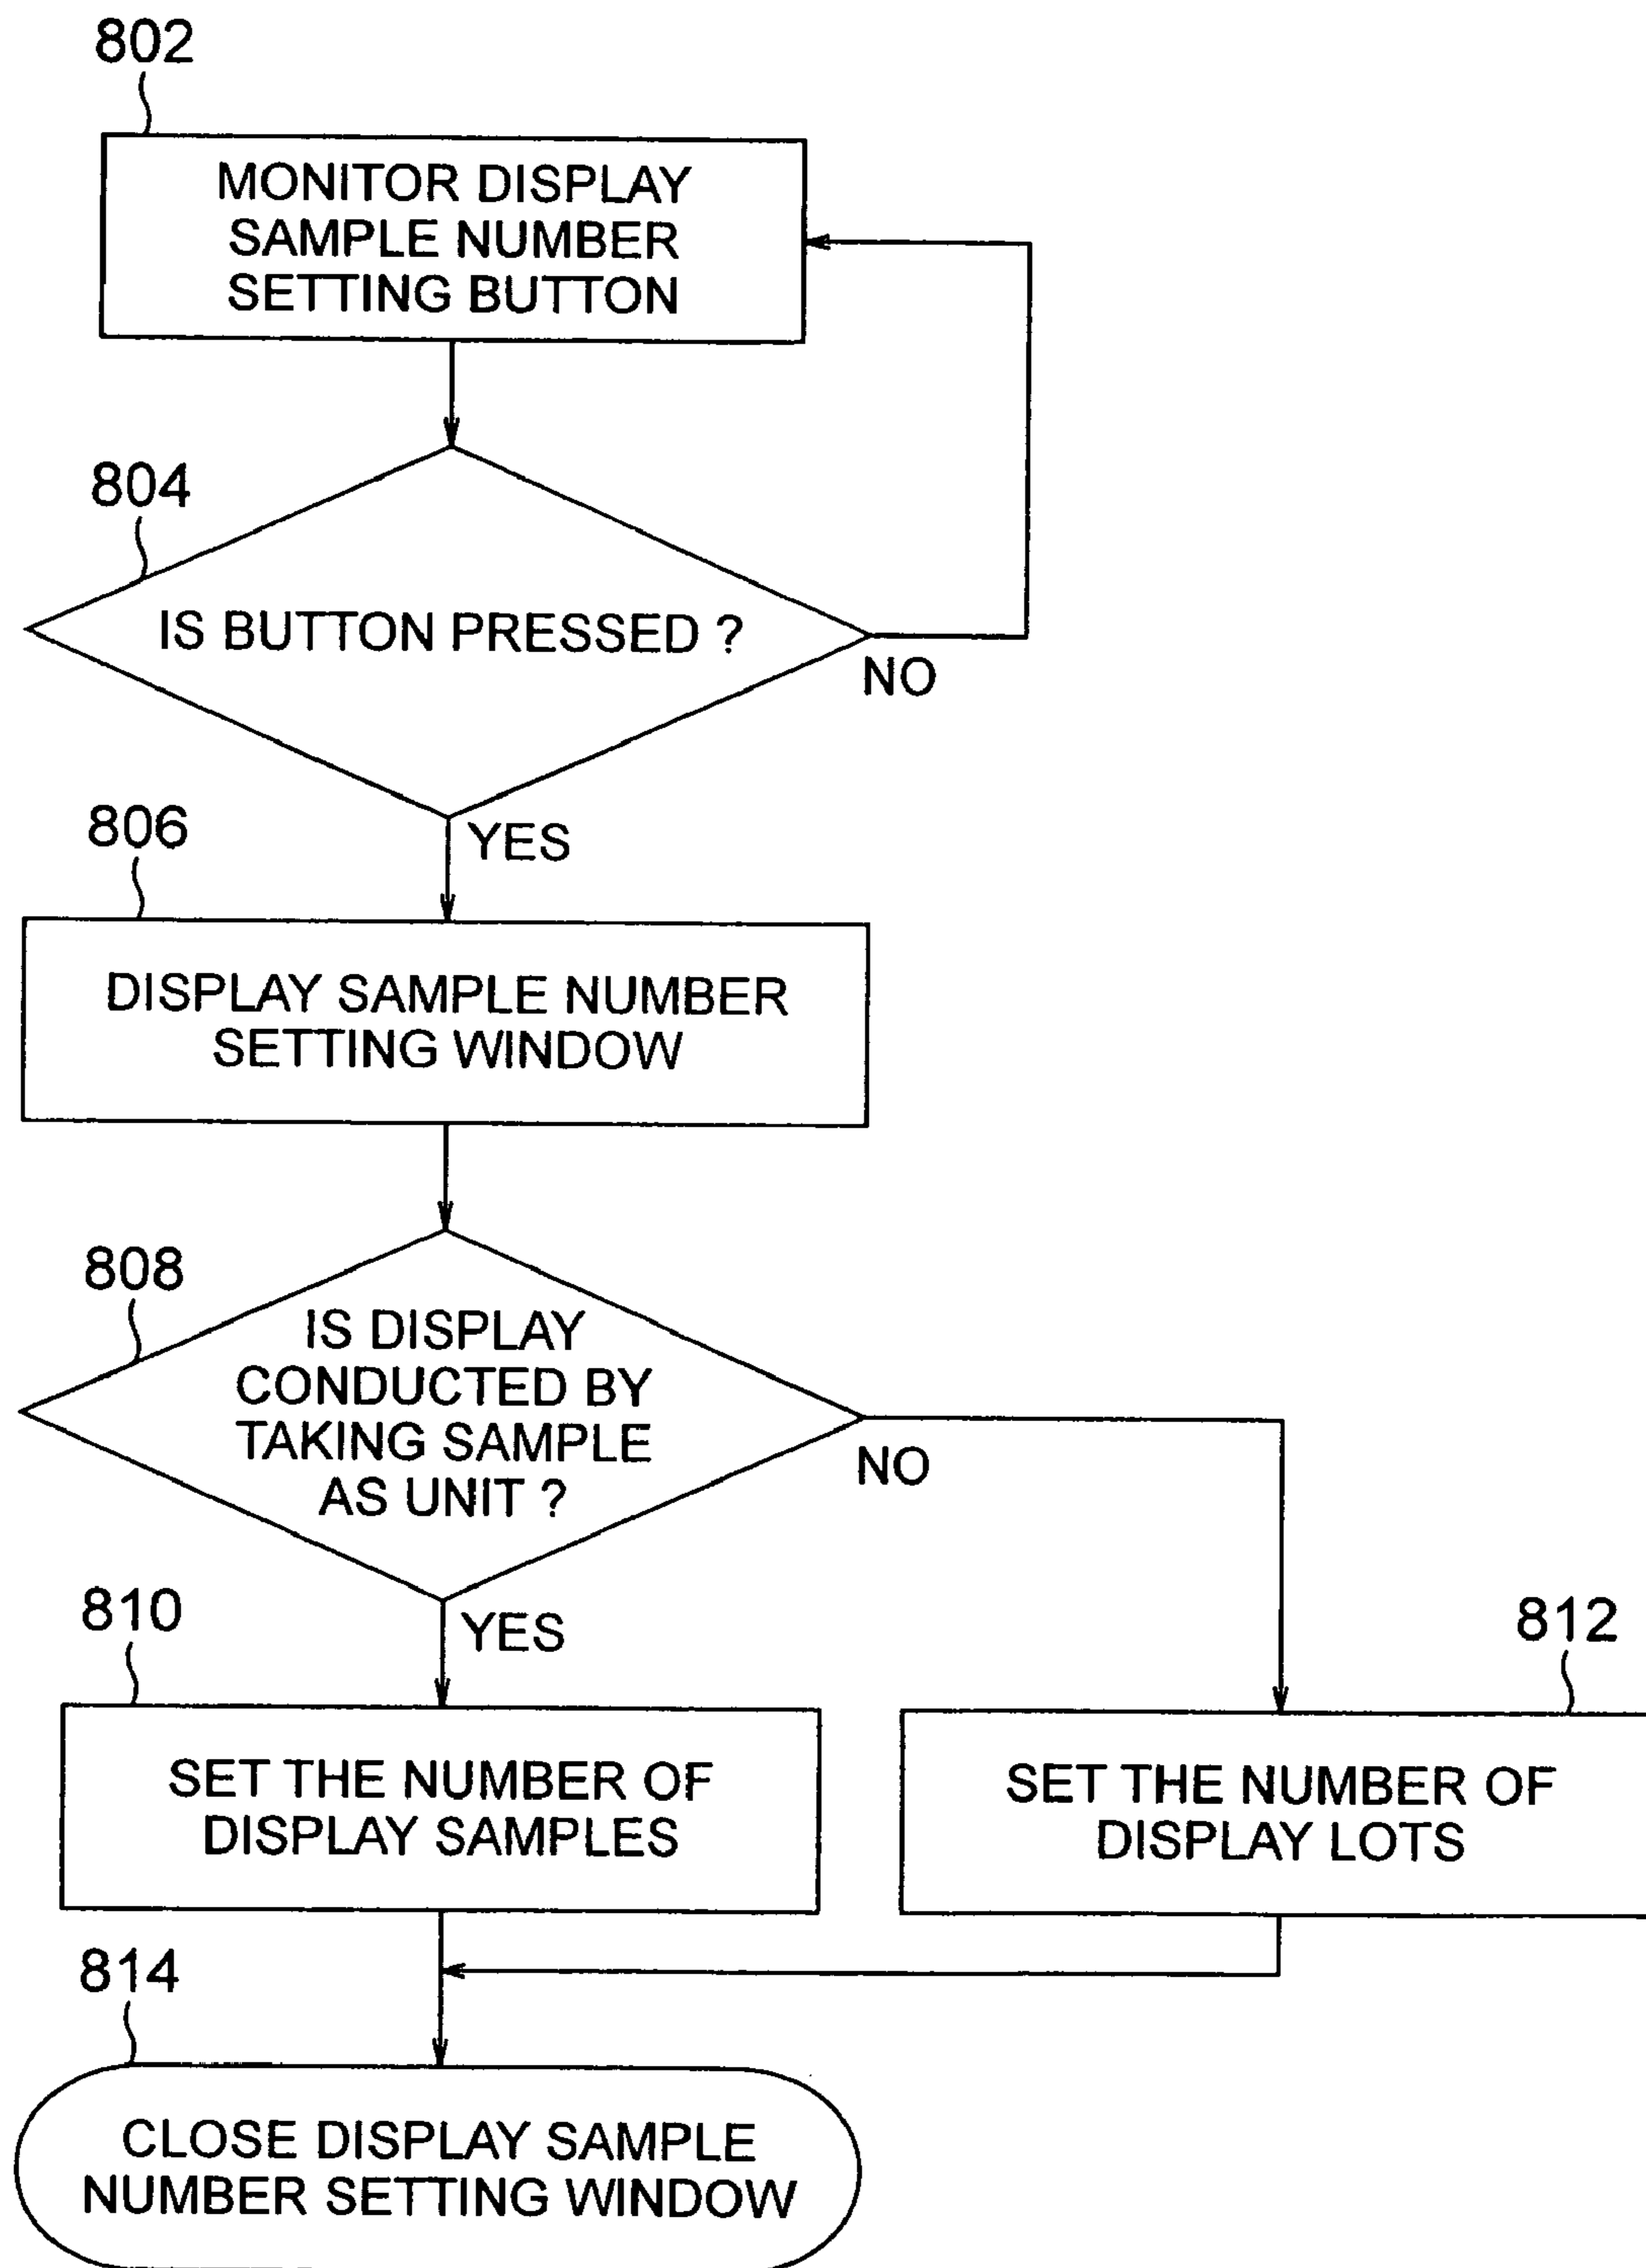 802
MONITOR DISPLAY
SAMPLE NUMBER
SETTING BUTTON
804
IS BUTTON PRESSED ?
NO
YES
806
DISPLAY SAMPLE NUMBER
SETTING WINDOW
808
IS DISPLAY
CONDUCTED BY
TAKING SAMPLE
AS UNIT ?
NO
YES
810
SET THE NUMBER OF
DISPLAY SAMPLES
812
SET THE NUMBER OF
DISPLAY LOTS
814
CLOSE DISPLAY SAMPLE
NUMBER SETTING WINDOW